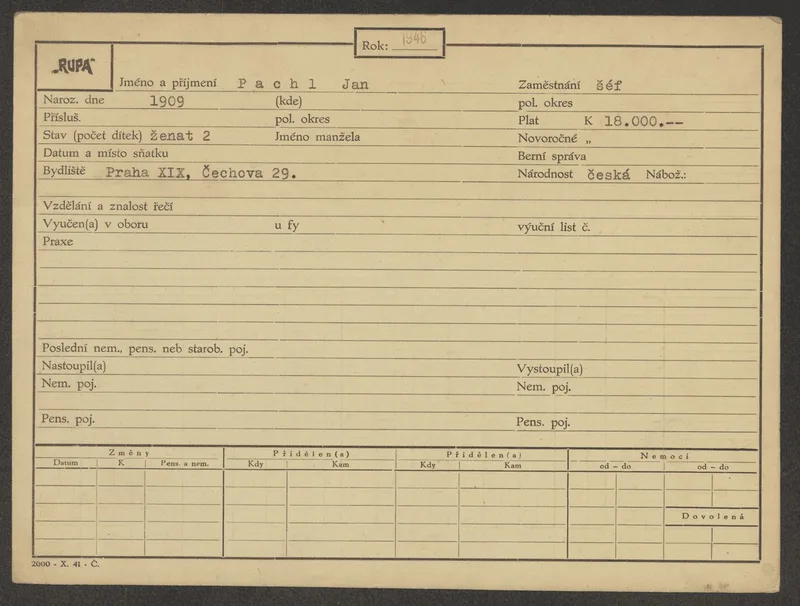 Rok: 1946
„RUPA"
Jméno a příjmení Pachl Jan Zaměstnání šéf
Naroz. dne 1909 (kde) pol. okres
Přísluš. pol. okres Plat K 18.000.--
Stav (počet dítek) ženat 2 Jméno manžela Novoročné „
Datum a místo sňatku Berní správa
Bydliště Praha XIX, Čechova 29. Národnost česká Nábož.:
Vzdělání a znalost řečí
Vyučen(a) v oboru u fy výuční list č.
Praxe
Poslední nem., pens. neb starob. poj.
Nastoupil(a) Vystoupil(a)
Nem. poj. Nem. poj.
Pens. poj. Pens. poj.
Změny Přidělen(a) Přidělen(a) Nemoci
Datum K Pens. a nem. Kdy Kam Kdy Kam od - do od - do
Dovolená
2000 - X. 41 - Č.